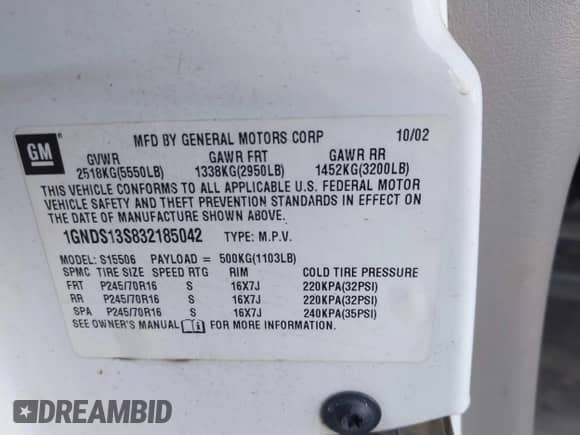 GM
MFD BY GENERAL MOTORS CORP 10/02
GVWR GAWR FRT GAWR RR
2518KG(5550LB) 1338KG(2950LB) 1452KG(3200LB)
THIS VEHICLE CONFORMS TO ALL APPLICABLE U.S. FEDERAL MOTOR
VEHICLE SAFETY AND THEFT PREVENTION STANDARDS IN EFFECT ON
THE DATE OF MANUFACTURE SHOWN ABOVE.
1GNDS13S832185042 TYPE: M.P.V.
MODEL: S15506 PAYLOAD = 500KG(1103LB)
SPMC TIRE SIZE SPEED RTG RIM COLD TIRE PRESSURE
FRT P245/70R16 S 16X7J 220KPA(32PSI)
RR P245/70R16 S 16X7J 220KPA(32PSI)
SPA P245/70R16 S 16X7J 240KPA(35PSI)
SEE OWNER'S MANUAL FOR MORE INFORMATION.
DREAMBID